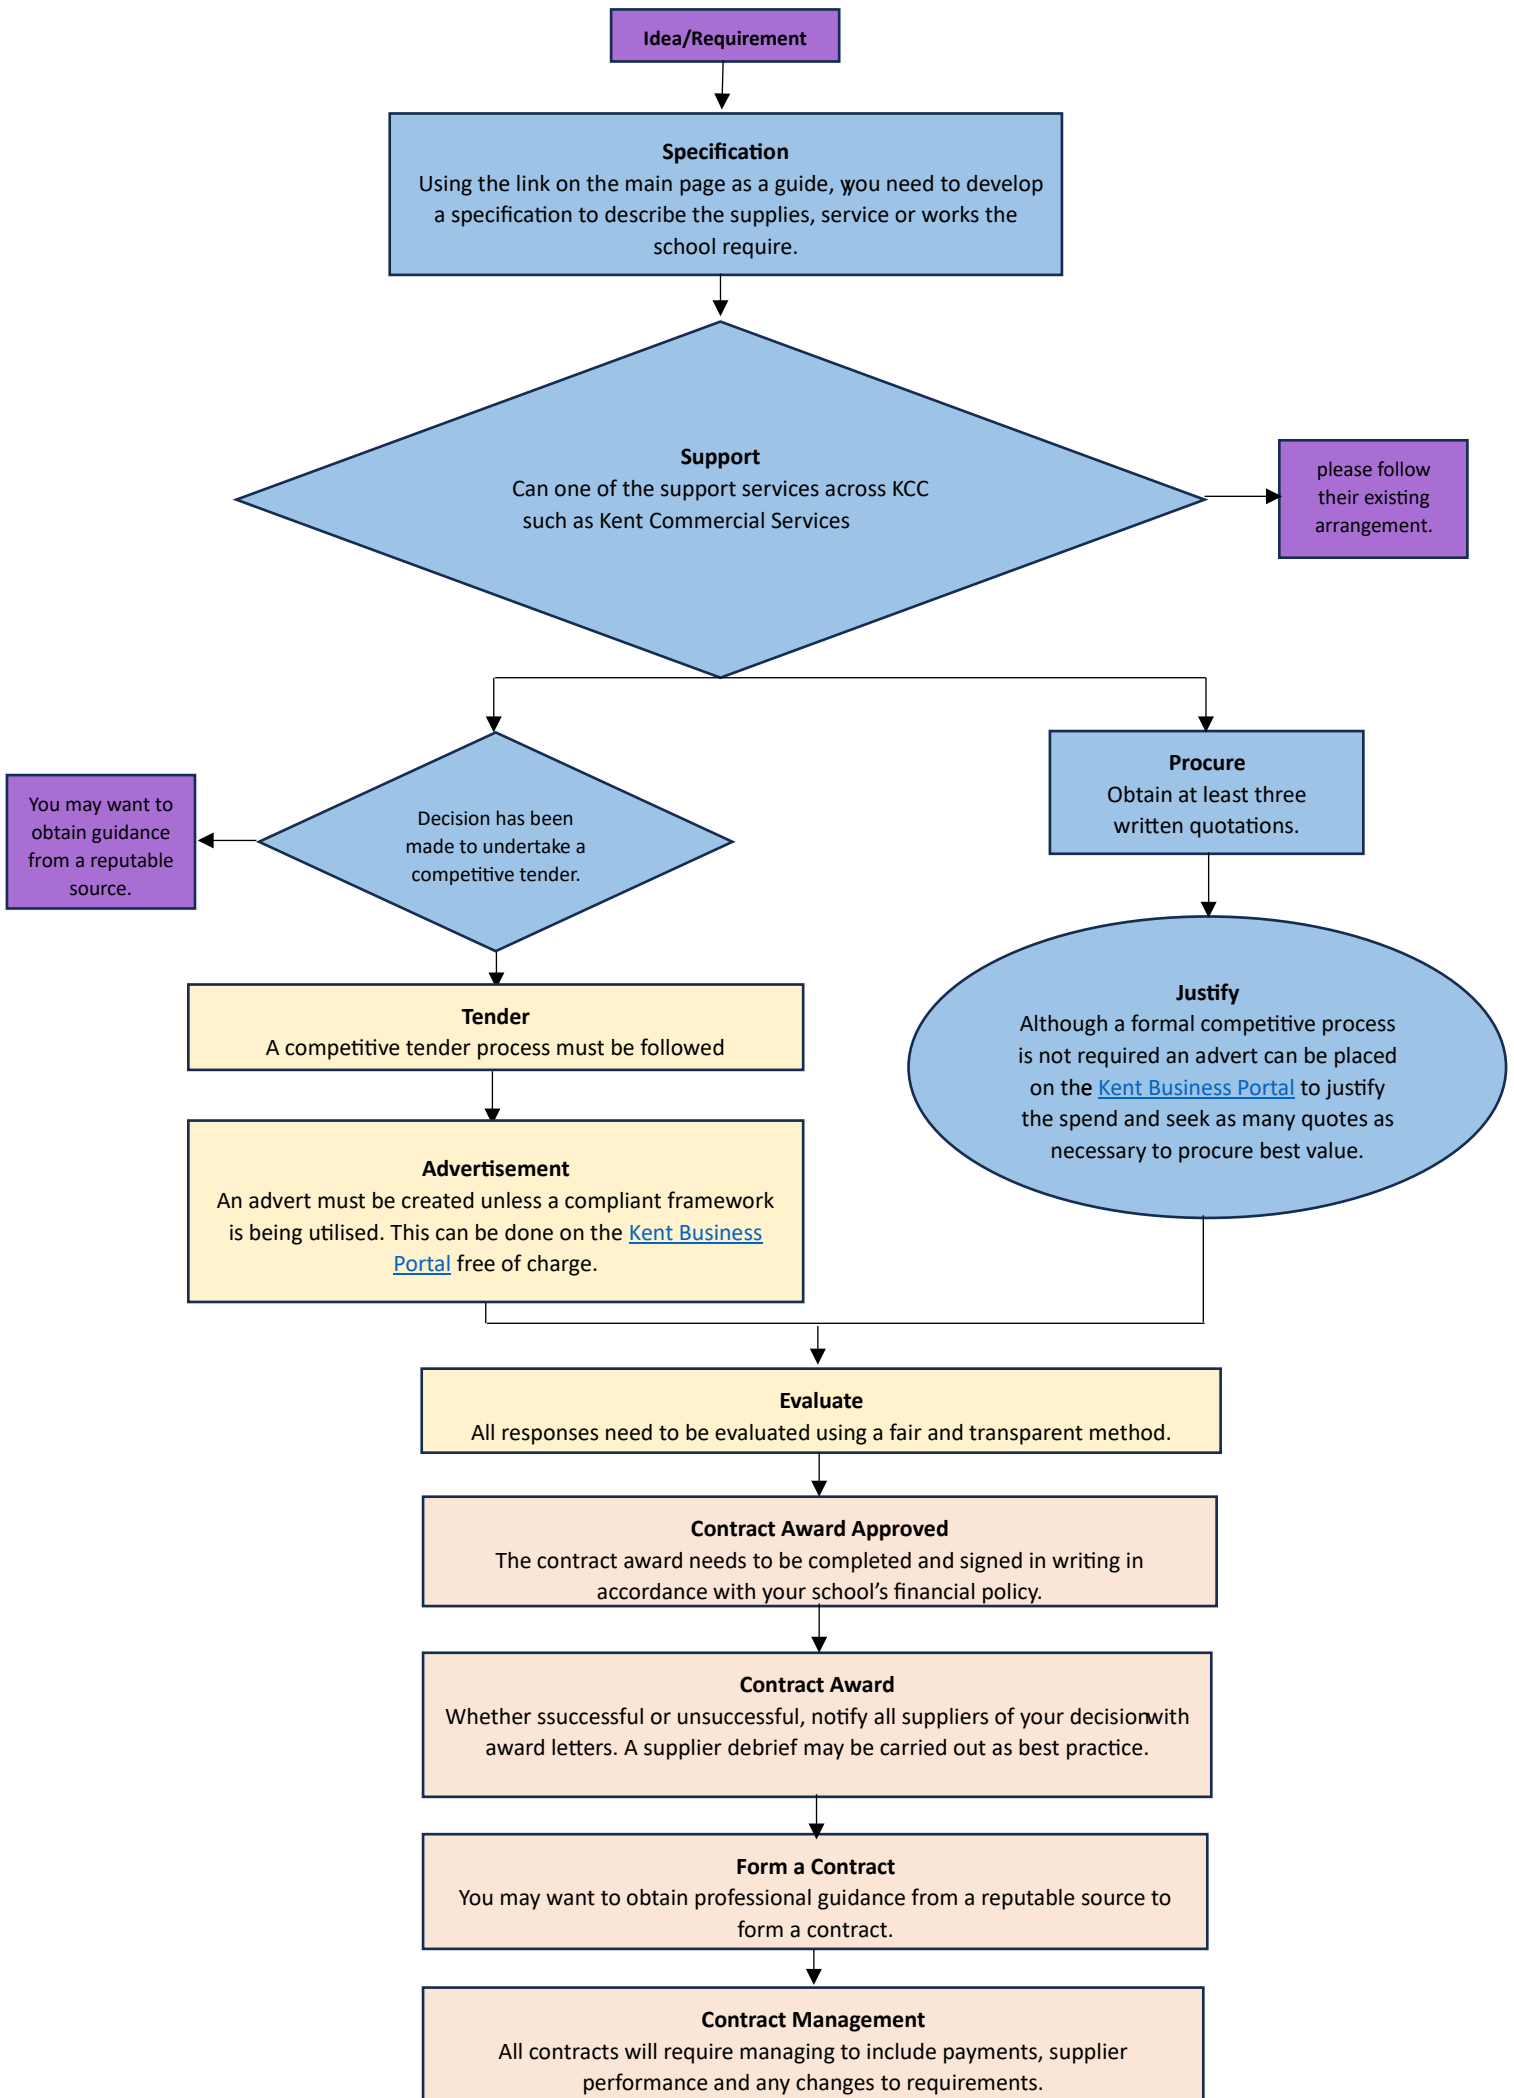 Idea/Requirement
Specification
Using the link on the main page as a guide, you need to develop
a specification to describe the supplies, service or works the
school require.
Support
Can one of the support services across KCC
such as Kent Commercial Services
please follow
their existing
arrangement.
You may want to
obtain guidance
from a reputable
source.
Decision has been
made to undertake a
competitive tender.
Procure
Obtain at least three
written quotations.
Tender
A competitive tender process must be followed
Advertisement
An advert must be created unless a compliant framework
is being utilised. This can be done on the Kent Business
Portal free of charge.
Justify
Although a formal competitive process
is not required an advert can be placed
on the Kent Business Portal to justify
the spend and seek as many quotes as
necessary to procure best value.
Evaluate
All responses need to be evaluated using a fair and transparent method.
Contract Award Approved
The contract award needs to be completed and signed in writing in
accordance with your school’s financial policy.
Contract Award
Whether ssuccessful or unsuccessful, notify all suppliers of your decision with
award letters. A supplier debrief may be carried out as best practice.
Form a Contract
You may want to obtain professional guidance from a reputable source to
form a contract.
Contract Management
All contracts will require managing to include payments, supplier
performance and any changes to requirements.